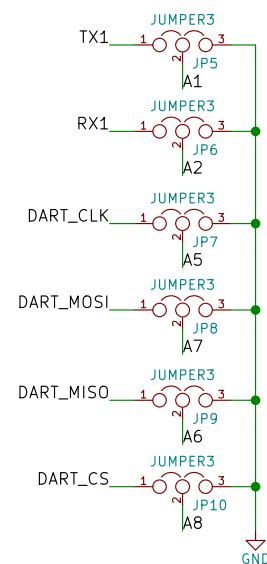 JUMPER3
TX1 1 2 3
JP5
A1
JUMPER3
RX1 1 2 3
JP6
A2
JUMPER3
DART_CLK 1 2 3
JP7
A5
JUMPER3
DART_MOSI 1 2 3
JP8
A7
JUMPER3
DART_MISO 1 2 3
JP9
A6
JUMPER3
DART_CS 1 2 3
JP10
A8
GND